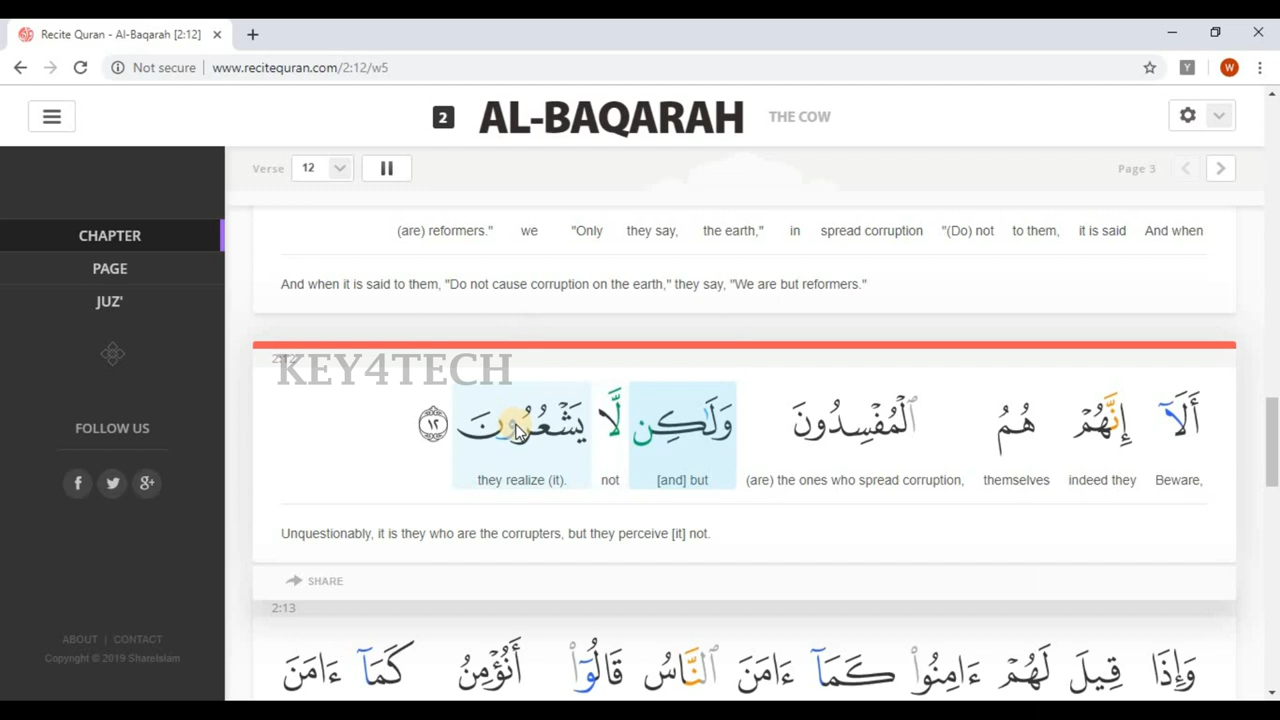 Recite Quran - Al-Baqarah [2:12]
Not secure | www.recitequran.com/2:12/w5
Y W
2 AL-BAQARAH THE COW
Verse 12 Page 3
CHAPTER
PAGE
JUZ'
FOLLOW US
ABOUT | CONTACT
Copyright © 2019 ShareIslam
(are) reformers." we "Only they say, the earth," in spread corruption "(Do) not to them, it is said And when
And when it is said to them, "Do not cause corruption on the earth," they say, "We are but reformers."
2:12
KEY4TECH
أَلَآ إِنَّهُمْ هُمُ ٱلْمُفْسِدُونَ وَلَـٰكِن لَّا يَشْعُرُونَ ١٢
they realize (it). not [and] but (are) the ones who spread corruption, themselves indeed they Beware,
Unquestionably, it is they who are the corrupters, but they perceive [it] not.
SHARE
2:13
وَإِذَا قِيلَ لَهُمْ ءَامِنُوا۟ كَمَآ ءَامَنَ ٱلنَّاسُ قَالُوٓا۟ أَنُؤْمِنُ كَمَآ ءَامَنَ